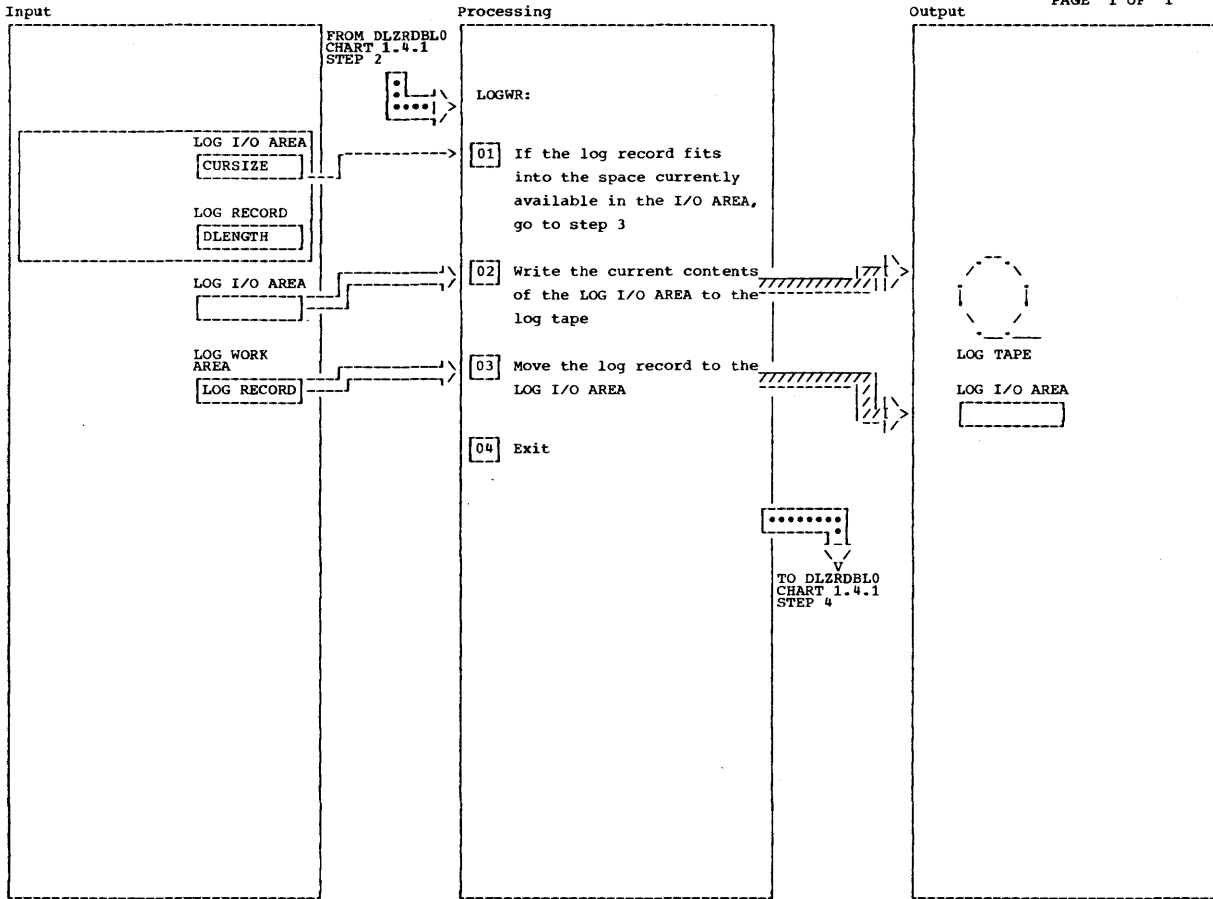 PAGE 1 OF 1
Input
Processing
Output
FROM DLZRDBL0
CHART 1.4.1
STEP 2
LOGWR:
LOG I/O AREA
CURSIZE
LOG RECORD
DLENGTH
01 If the log record fits
into the space currently
available in the I/O AREA,
go to step 3
LOG I/O AREA
02 Write the current contents
of the LOG I/O AREA to the
log tape
LOG TAPE
LOG WORK
AREA
LOG RECORD
03 Move the log record to the
LOG I/O AREA
LOG I/O AREA
04 Exit
TO DLZRDBL0
CHART 1.4.1
STEP 4